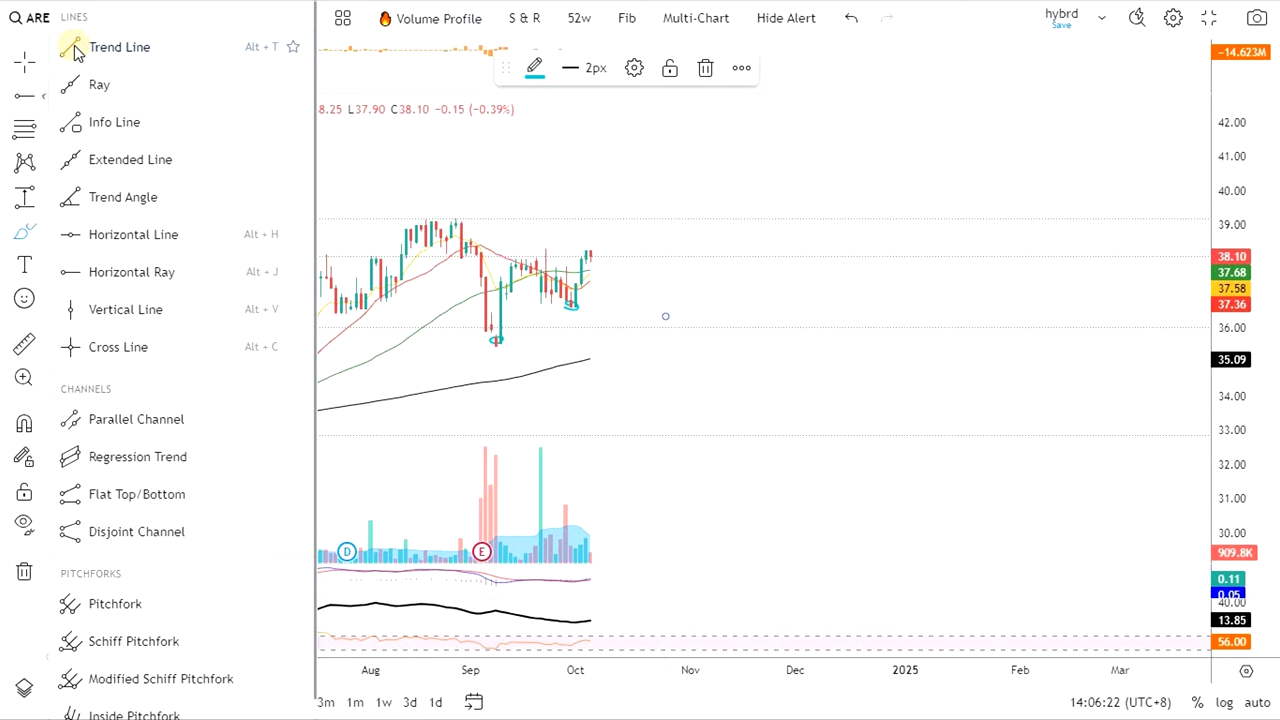 ARE
LINES
Volume Profile
S & R
52w
Fib
Multi-Chart
Hide Alert
hybrd
Save
Trend Line
Alt + T
2px
−14.623M
Ray
8.25 L37.90 C38.10 −0.15 (−0.39%)
Info Line
Extended Line
Trend Angle
Horizontal Line
Alt + H
Horizontal Ray
Alt + J
Vertical Line
Alt + V
Cross Line
Alt + C
CHANNELS
Parallel Channel
Regression Trend
Flat Top/Bottom
Disjoint Channel
PITCHFORKS
Pitchfork
Schiff Pitchfork
Modified Schiff Pitchfork
Inside Pitchfork
42.00
41.00
40.00
39.00
38.10
37.68
37.58
37.36
36.00
35.09
34.00
33.00
32.00
31.00
30.00
909.8K
0.11
0.05
40.00
13.85
56.00
D
E
Aug
Sep
Oct
Nov
Dec
2025
Feb
Mar
3m
1m
1w
3d
1d
14:06:22 (UTC+8)
%
log
auto